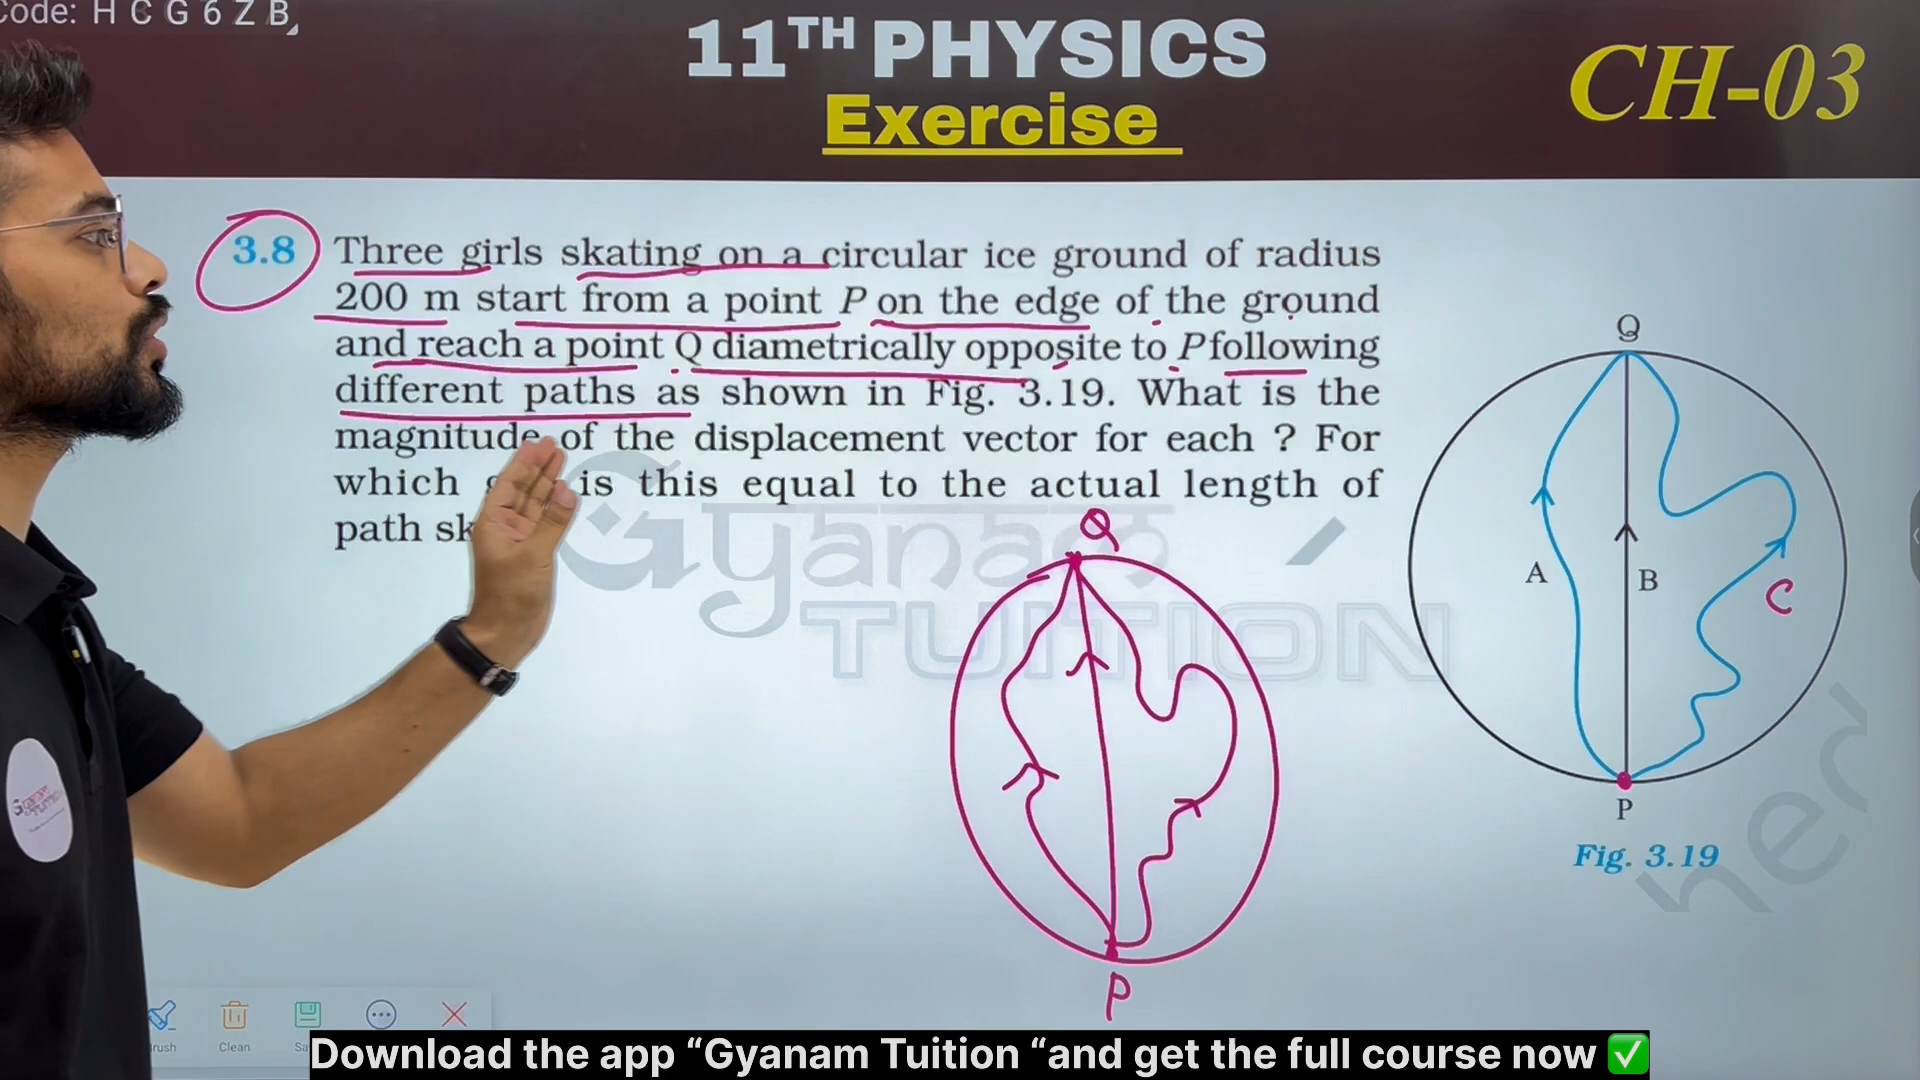 Code: H C G 6 Z B
11TH PHYSICS
Exercise
CH-03
3.8 Three girls skating on a circular ice ground of radius
200 m start from a point P on the edge of the ground
and reach a point Q diametrically opposite to P following
different paths as shown in Fig. 3.19. What is the
magnitude of the displacement vector for each ? For
which is this equal to the actual length of
path
Gyanam
TUITION
Q
A
B
C
P
Fig. 3.19
Q
P
Gyanam
TUITION
Clean
Download the app “Gyanam Tuition “and get the full course now ✅